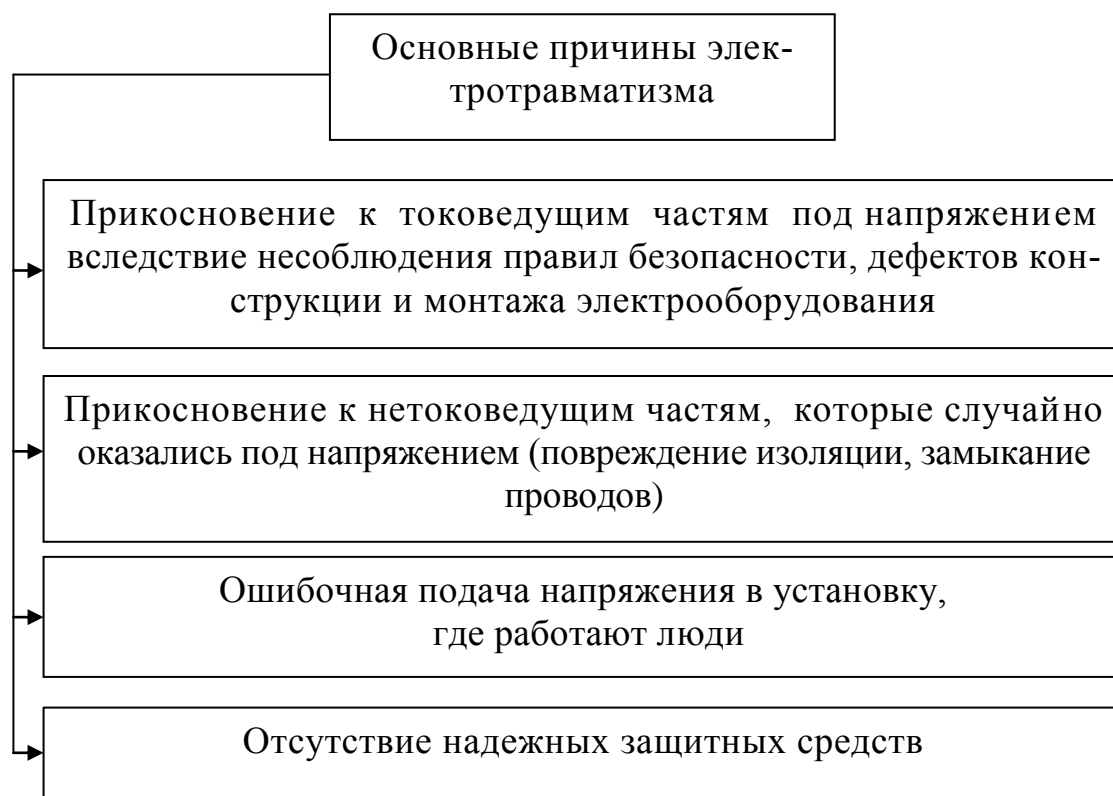 Основные причины элек-
тротравматизма
Прикосновение к токоведущим частям под напряжением
вследствие несоблюдения правил безопасности, дефектов кон-
струкции и монтажа электрооборудования
Прикосновение к нетоковедущим частям, которые случайно
оказались под напряжением (повреждение изоляции, замыкание
проводов)
Ошибочная подача напряжения в установку,
где работают люди
Отсутствие надежных защитных средств